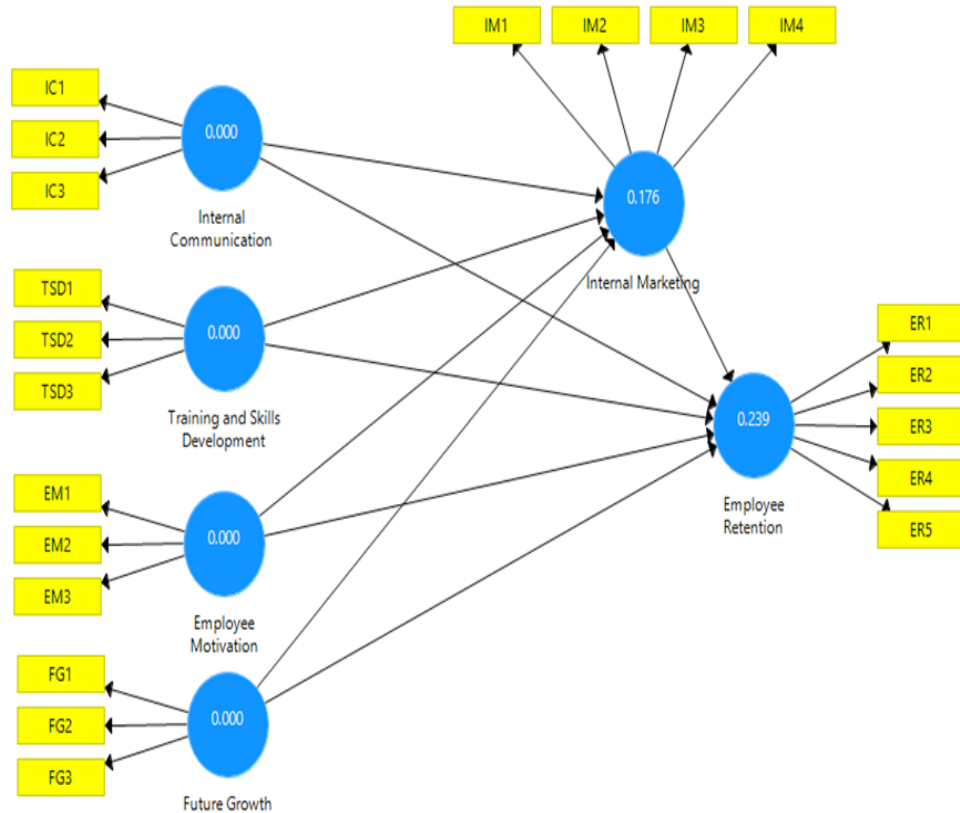 IM1 IM2 IM3 IM4
IC1
IC2
IC3
0.000
Internal
Communication
0.176
Internal Marketing
TSD1
TSD2
TSD3
0.000
Training and Skills
Development
ER1
ER2
ER3
ER4
ER5
0.239
Employee
Retention
EM1
EM2
EM3
0.000
Employee
Motivation
FG1
FG2
FG3
0.000
Future Growth